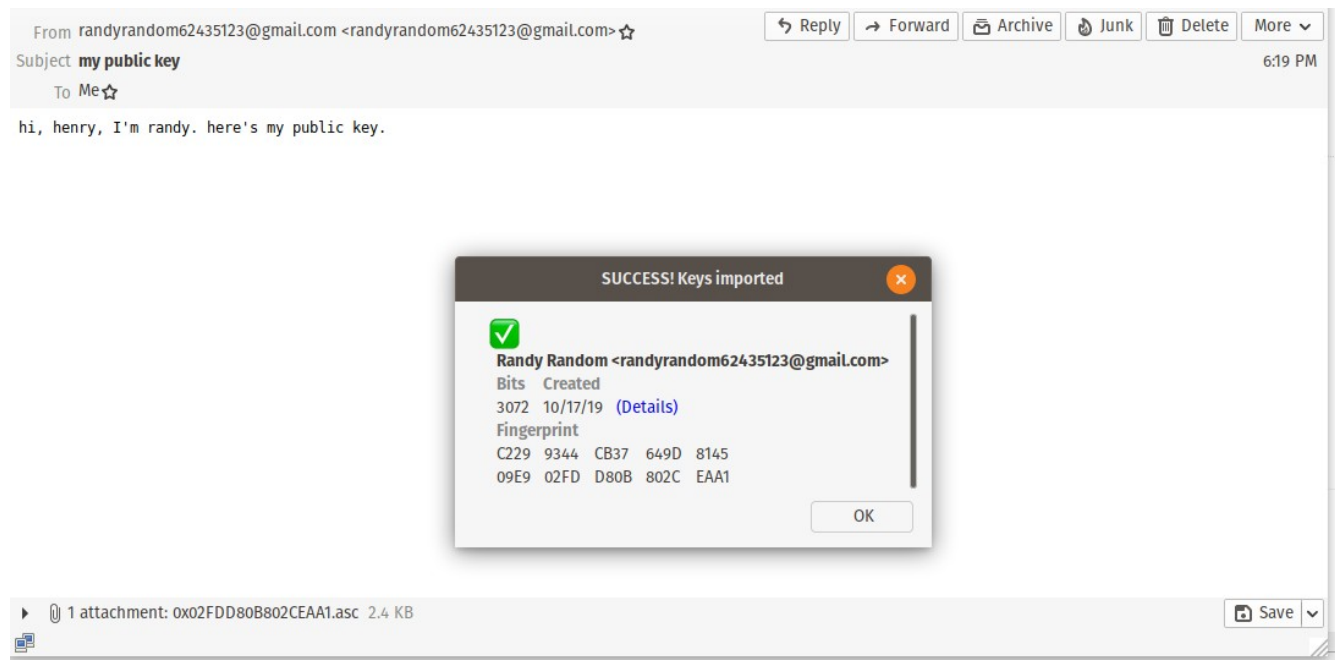 From randyrandom62435123@gmail.com <randyrandom62435123@gmail.com> Reply Forward Archive Junk Delete More
Subject my public key 6:19 PM
To Me
hi, henry, I'm randy. here's my public key.
SUCCESS! Keys imported
Randy Random <randyrandom62435123@gmail.com>
Bits Created
3072 10/17/19 (Details)
Fingerprint
C229 9344 CB37 649D 8145
09E9 02FD D80B 802C EAA1
OK
1 attachment: 0x02FDD80B802CEAA1.asc 2.4 KB Save